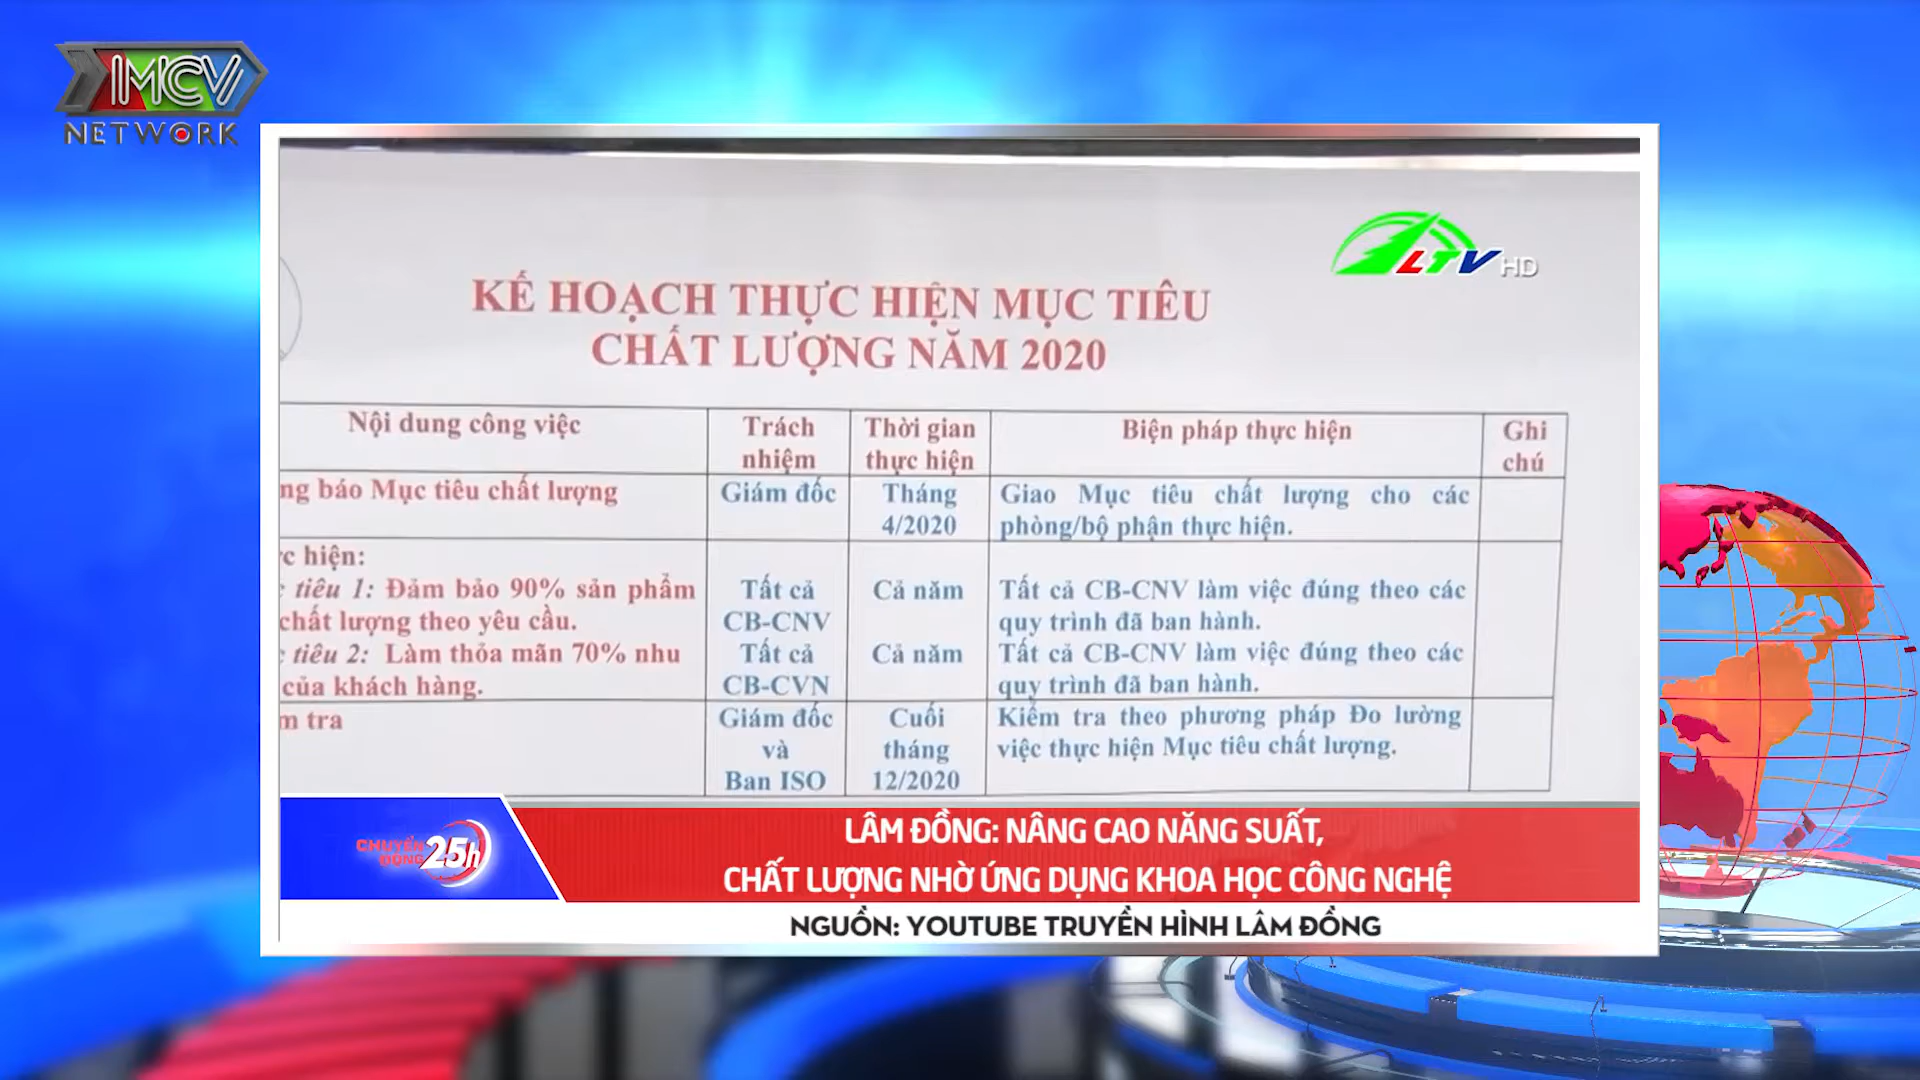 MCV
NETWORK
LTV HD
KẾ HOẠCH THỰC HIỆN MỤC TIÊU
CHẤT LƯỢNG NĂM 2020
Nội dung công việc
Trách
nhiệm
Thời gian
thực hiện
Biện pháp thực hiện
Ghi
chú
ng báo Mục tiêu chất lượng
Giám đốc
Tháng
4/2020
Giao Mục tiêu chất lượng cho các
phòng/bộ phận thực hiện.
hiện:
tiêu 1: Đảm bảo 90% sản phẩm
chất lượng theo yêu cầu.
Tất cả
CB-CNV
Cả năm
Tất cả CB-CNV làm việc đúng theo các
quy trình đã ban hành.
tiêu 2: Làm thỏa mãn 70% nhu
của khách hàng.
Tất cả
CB-CVN
Cả năm
Tất cả CB-CNV làm việc đúng theo các
quy trình đã ban hành.
m tra
Giám đốc
và
Ban ISO
Cuối
tháng
12/2020
Kiểm tra theo phương pháp Đo lường
việc thực hiện Mục tiêu chất lượng.
CHUYỂN
ĐỘNG 25h
LÂM ĐỒNG: NÂNG CAO NĂNG SUẤT,
CHẤT LƯỢNG NHỜ ỨNG DỤNG KHOA HỌC CÔNG NGHỆ
NGUỒN: YOUTUBE TRUYỀN HÌNH LÂM ĐỒNG